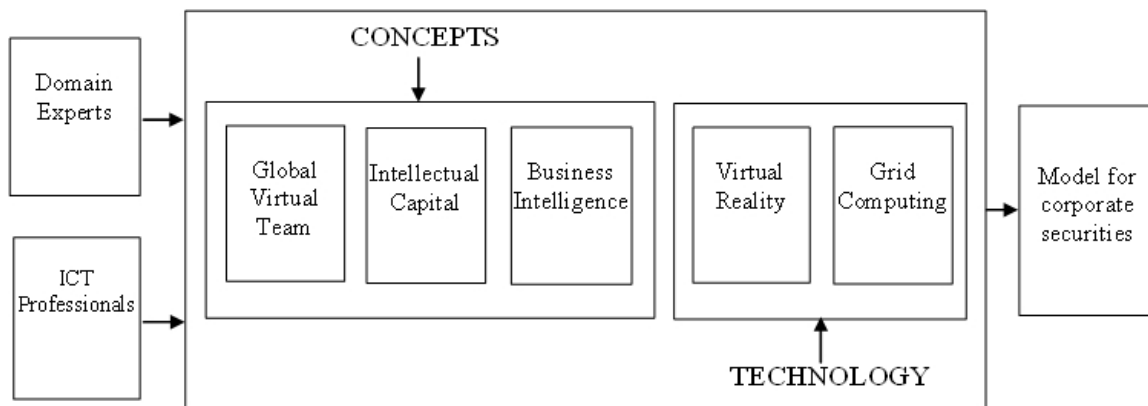 CONCEPTS
Domain
Experts
Global
Virtual
Team
Intellectual
Capital
Business
Intelligence
Virtual
Reality
Grid
Computing
Model for
corporate
securities
ICT
Professionals
TECHNOLOGY